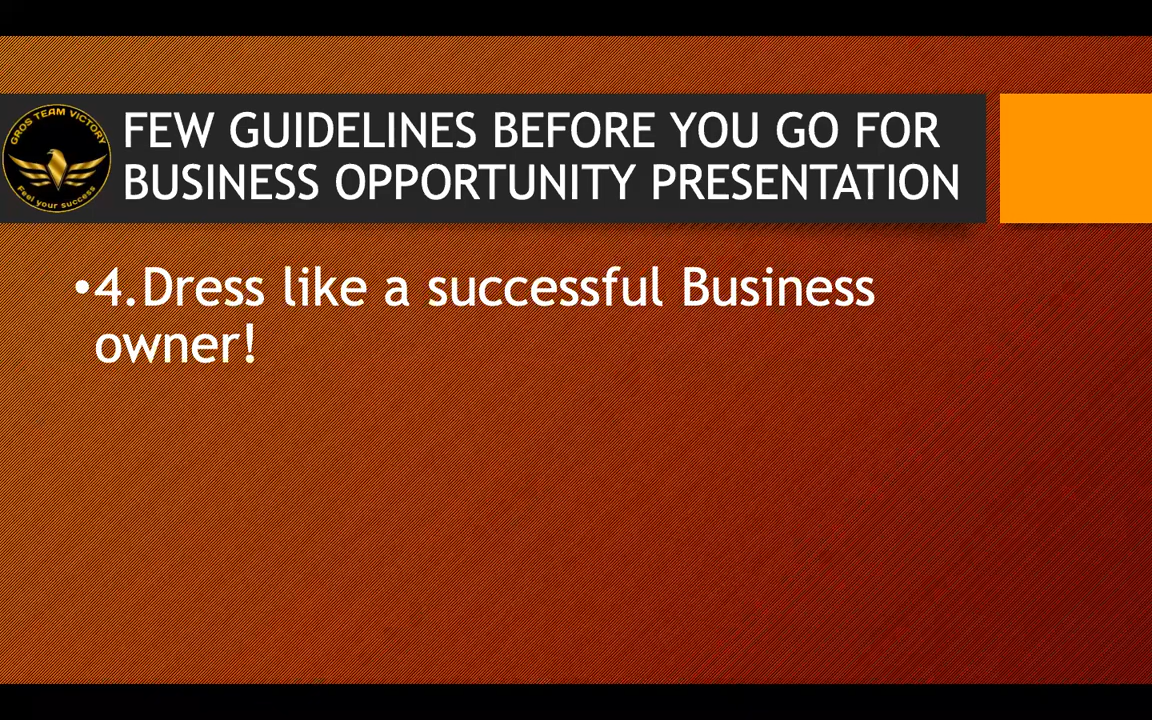 GROS TEAM VICTORY
Feel your success
FEW GUIDELINES BEFORE YOU GO FOR
BUSINESS OPPORTUNITY PRESENTATION
•4.Dress like a successful Business
owner!